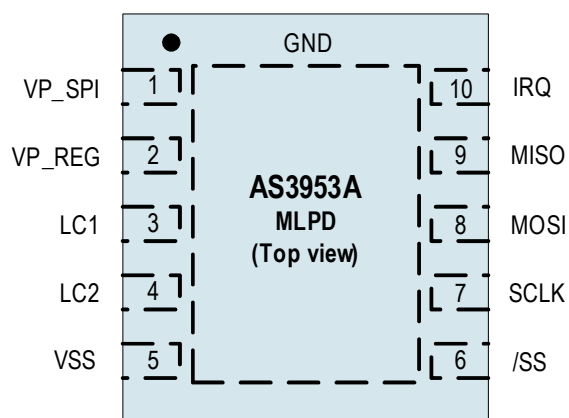 GND
VP_SPI 1 10 IRQ
VP_REG 2 9 MISO
AS3953A
MLPD
(Top view)
LC1 3 8 MOSI
LC2 4 7 SCLK
VSS 5 6 /SS